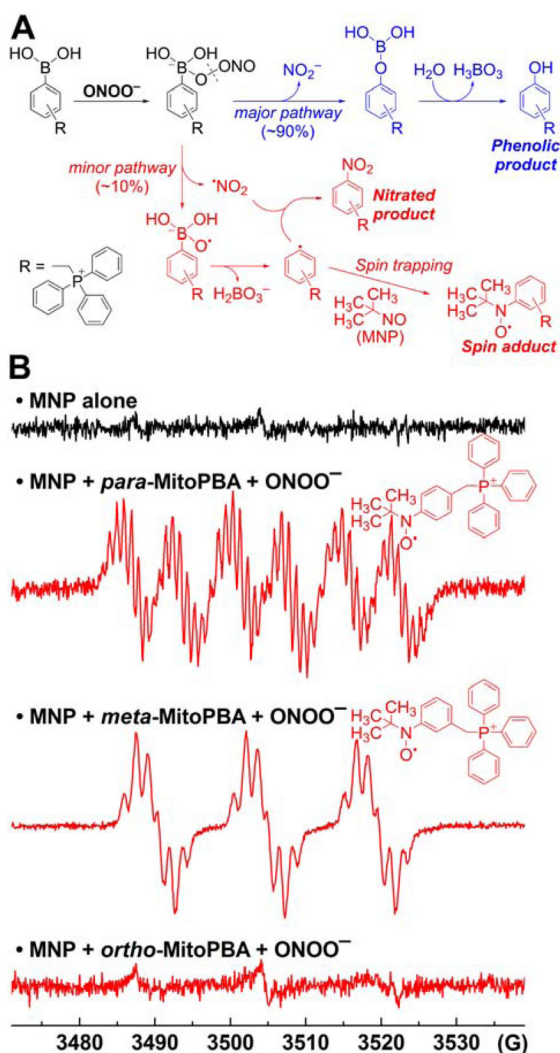 A
HO OH
B
R
ONOO⁻
HO OH
B⁻
O
ONO
R
NO₂⁻
major pathway
(~90%)
HO OH
B
O
R
H₂O H₃BO₃
OH
R
Phenolic
product
minor pathway
(~10%)
•NO₂
NO₂
R
Nitrated
product
HO OH
B⁻
O•
R
H₂BO₃⁻
•
R
R =
P⁺
Spin trapping
H₃C CH₃
H₃C NO
(MNP)
H₃C CH₃
H₃C N
O•
R
Spin adduct
B
• MNP alone
• MNP + para-MitoPBA + ONOO⁻
H₃C CH₃
H₃C N
O•
P⁺
• MNP + meta-MitoPBA + ONOO⁻
H₃C CH₃
H₃C N
O•
P⁺
• MNP + ortho-MitoPBA + ONOO⁻
3480 3490 3500 3510 3520 3530 (G)